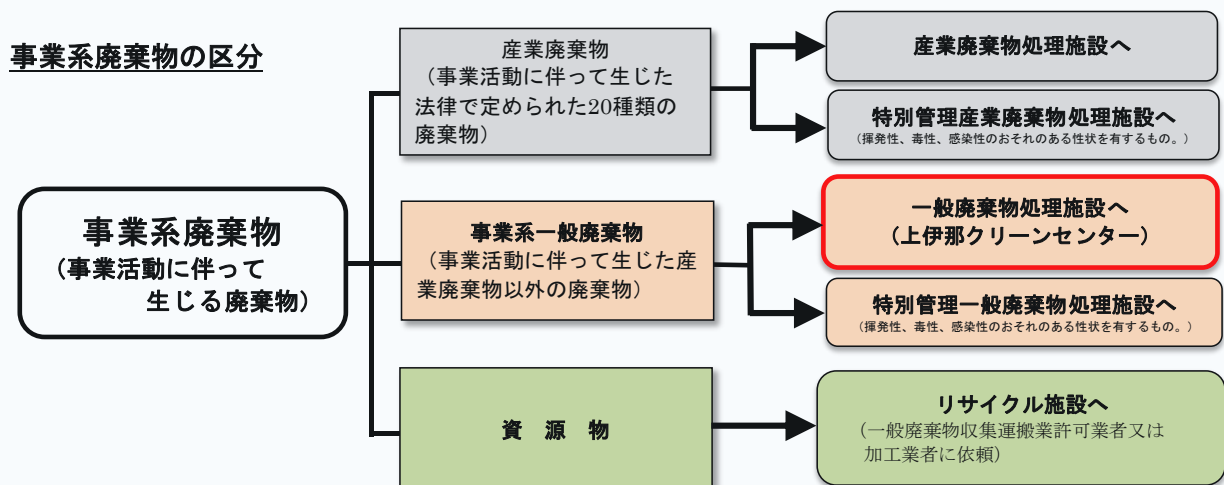 事業系廃棄物の区分
事業系廃棄物
(事業活動に伴って
生じる廃棄物)
産業廃棄物
(事業活動に伴って生じた
法律で定められた20種類の
廃棄物)
産業廃棄物処理施設へ
特別管理産業廃棄物処理施設へ
(揮発性、毒性、感染性のおそれのある性状を有するもの。)
事業系一般廃棄物
(事業活動に伴って生じた産
業廃棄物以外の廃棄物)
一般廃棄物処理施設へ
(上伊那クリーンセンター)
特別管理一般廃棄物処理施設へ
(揮発性、毒性、感染性のおそれのある性状を有するもの。)
資 源 物
リサイクル施設へ
(一般廃棄物収集運搬業許可業者又は
加工業者に依頼)